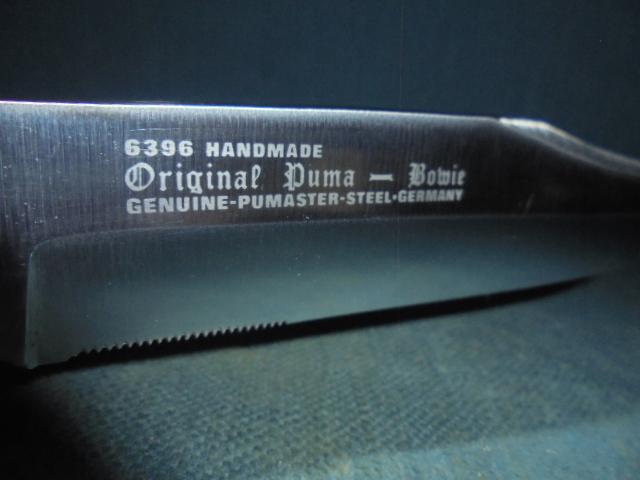 6396 HANDMADE
Original Puma — Bowie
GENUINE-PUMASTER-STEEL·GERMANY